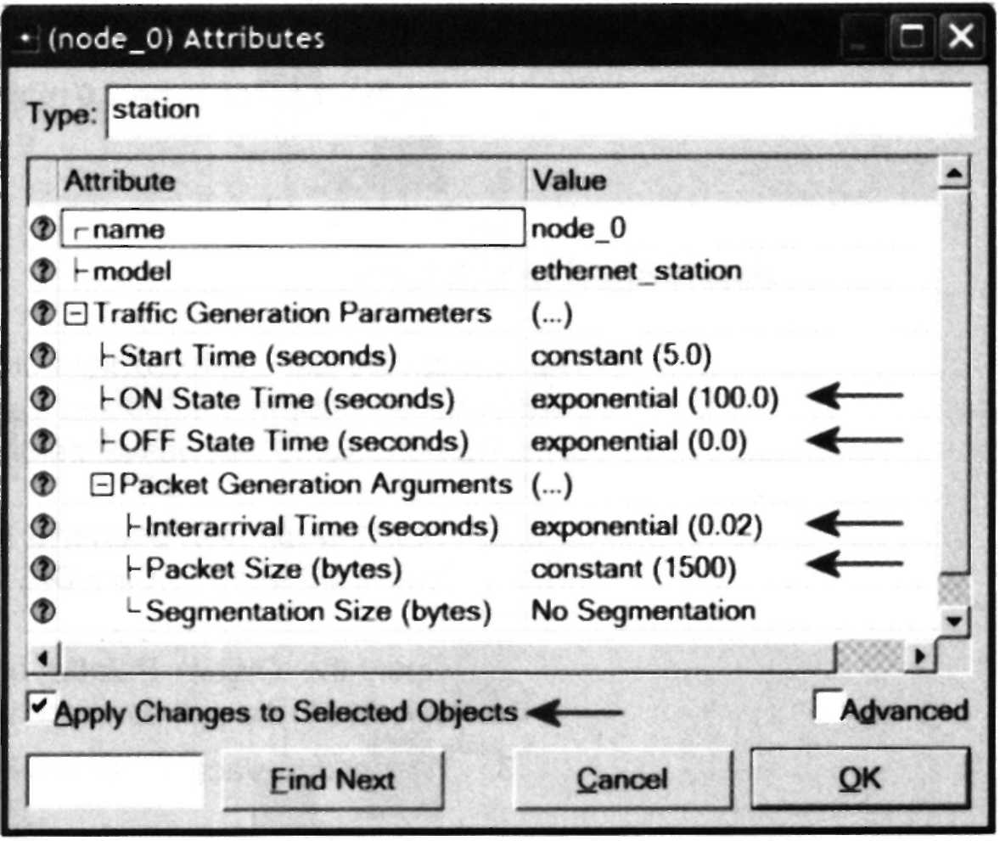 (node_0) Attributes
Type: station
Attribute Value
name node_0
model ethernet_station
Traffic Generation Parameters (...)
Start Time (seconds) constant (5.0)
ON State Time (seconds) exponential (100.0)
OFF State Time (seconds) exponential (0.0)
Packet Generation Arguments (...)
Interarrival Time (seconds) exponential (0.02)
Packet Size (bytes) constant (1500)
Segmentation Size (bytes) No Segmentation
Apply Changes to Selected Objects Advanced
Find Next Cancel OK